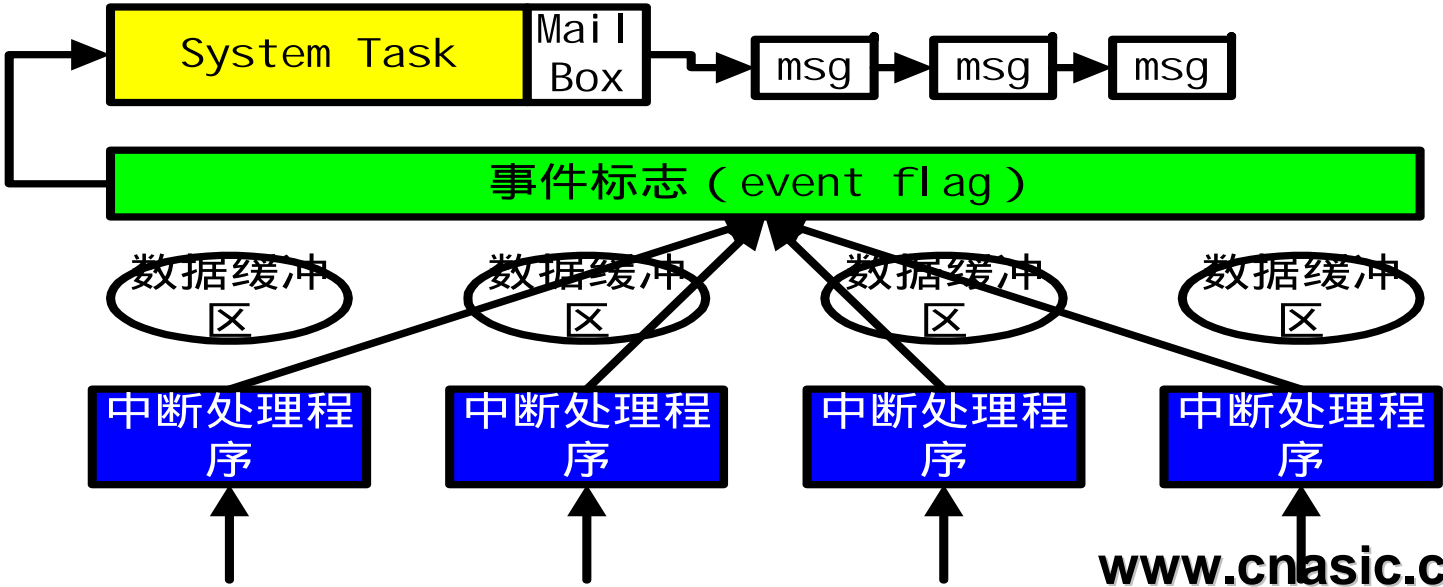 System Task
Mail
Box
msg
msg
msg
事件标志（event flag）
数据缓冲
区
数据缓冲
区
数据缓冲
区
数据缓冲
区
中断处理程
序
中断处理程
序
中断处理程
序
中断处理程
序
www.cnasic.c